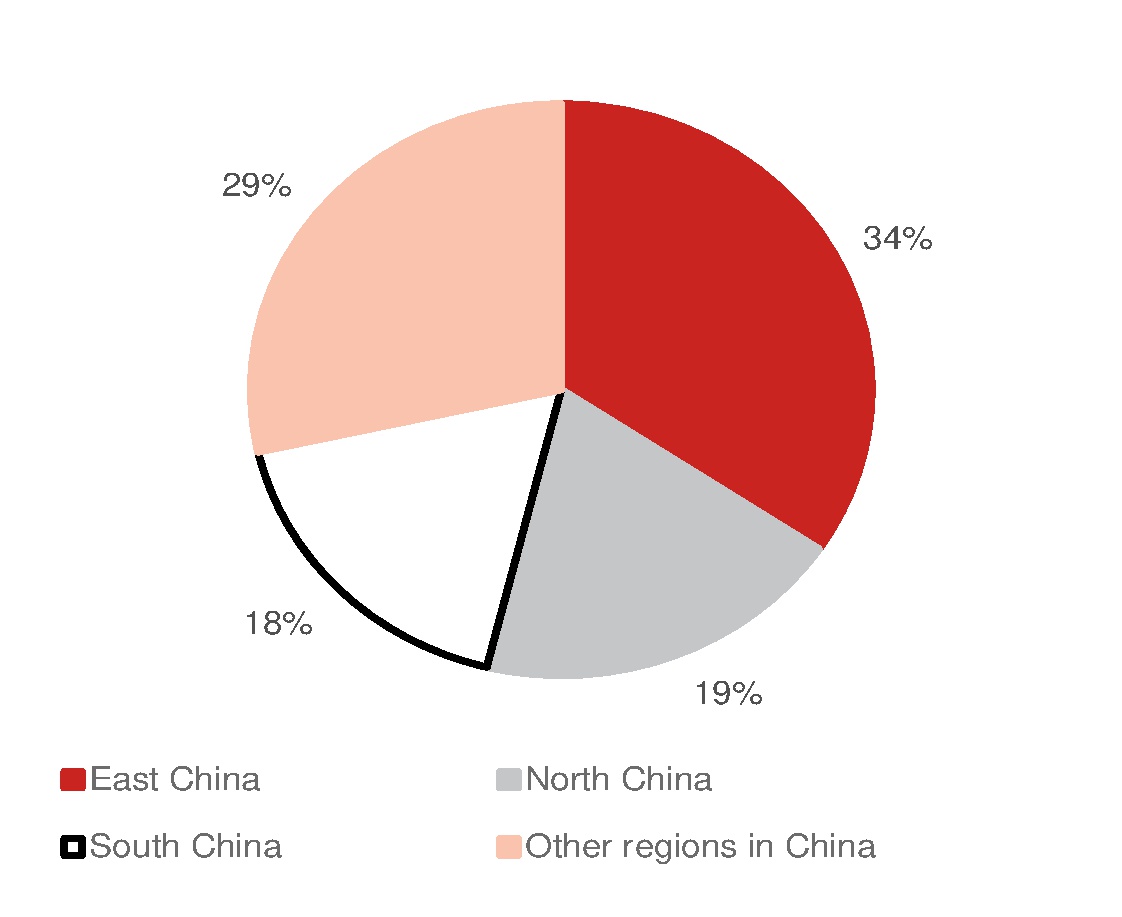 29%
34%
18%
19%
East China
North China
South China
Other regions in China